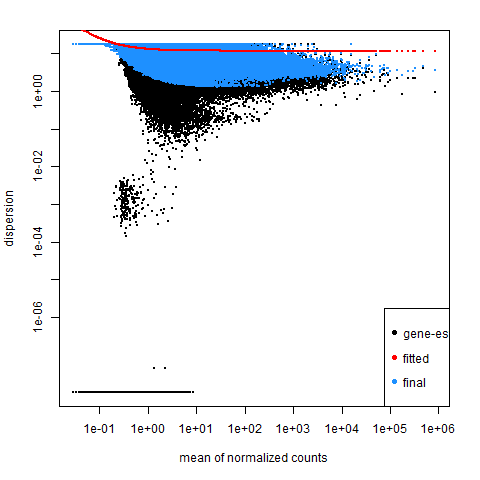 dispersion
1e+00
1e-02
1e-04
1e-06
gene-es
fitted
final
1e-01 1e+00 1e+01 1e+02 1e+03 1e+04 1e+05 1e+06
mean of normalized counts